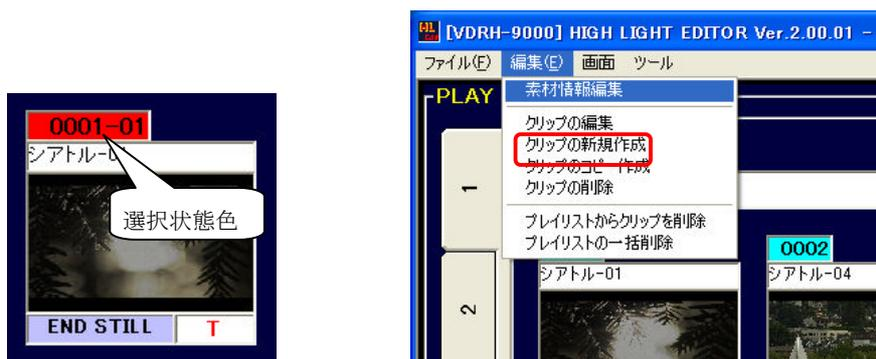 0001-01
シアトル-0
選択状態色
END STILL T
[VDRH-9000] HIGH LIGHT EDITOR Ver.2.00.01 -
ファイル(F) 編集(E) 画面 ツール
PLAY
素材情報編集
クリップの編集
クリップの新規作成
クリップのコピー作成
クリップの削除
プレイリストからクリップを削除
プレイリストの一括削除
1
2
0002
シアトル-01 シアトル-04